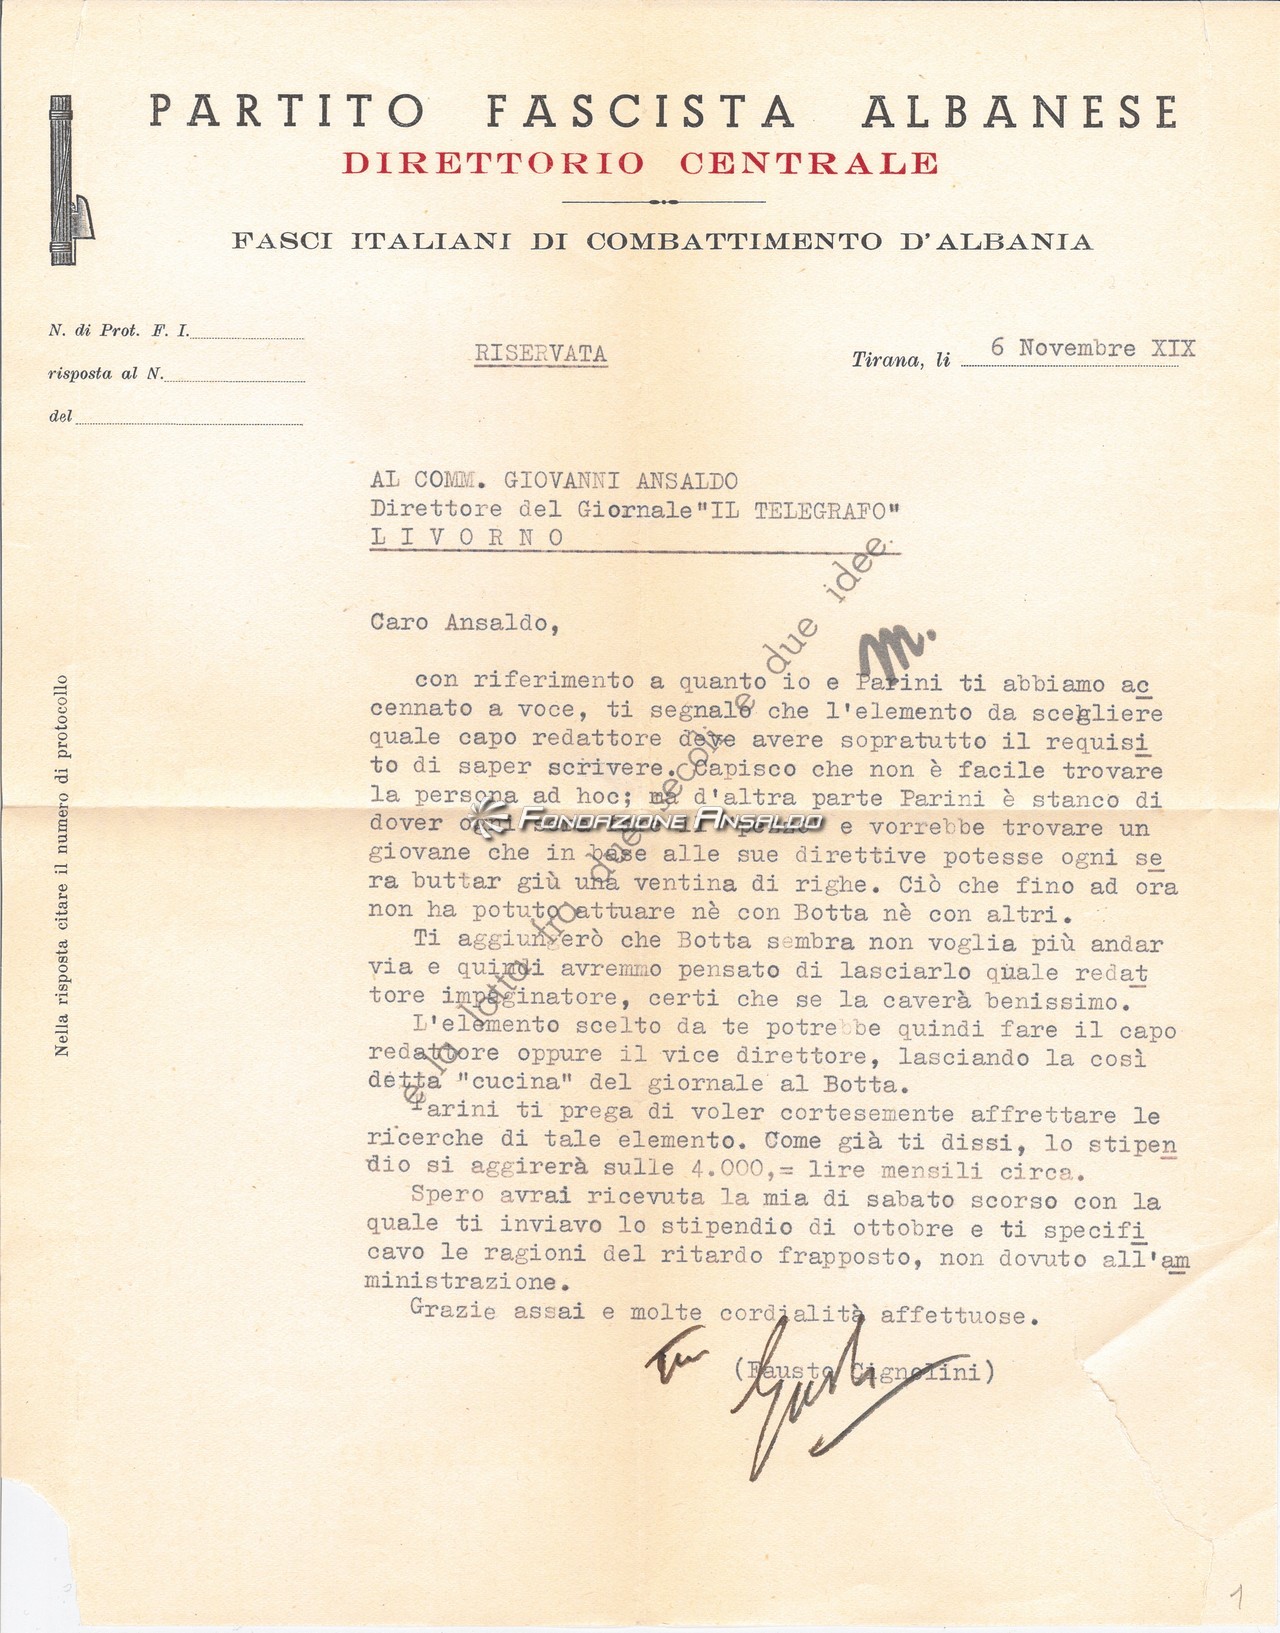 PARTITO FASCISTA ALBANESE
DIRETTORIO CENTRALE
FASCI ITALIANI DI COMBATTIMENTO D'ALBANIA
N. di Prot. F. I.
risposta al N.
del
RISERVATA
Tirana, li 6 Novembre XIX
AL COMM. GIOVANNI ANSALDO
Direttore del Giornale"IL TELEGRAFO"
LIVORNO
Caro Ansaldo,
con riferimento a quanto io e Parini ti abbiamo ac
cennato a voce, ti segnalo che l'elemento da scegliere
quale capo redattore deve avere sopratutto il requisi
to di saper scrivere. Capisco che non è facile trovare
la persona ad hoc; ma d'altra parte Parini è stanco di
dover e vorrebbe trovare un
giovane che in base alle sue direttive potesse ogni se
ra buttar giù una ventina di righe. Ciò che fino ad ora
non ha potuto attuare nè con Botta nè con altri.
Ti aggiungerò che Botta sembra non voglia più andar
via e quindi avremmo pensato di lasciarlo quale redat
tore impaginatore, certi che se la caverà benissimo.
L'elemento scelto da te potrebbe quindi fare il capo
redattore oppure il vice direttore, lasciando la così
detta "cucina" del giornale al Botta.
Parini ti prega di voler cortesemente affrettare le
ricerche di tale elemento. Come già ti dissi, lo stipen
dio si aggirerà sulle 4.000,= lire mensili circa.
Spero avrai ricevuta la mia di sabato scorso con la
quale ti inviavo lo stipendio di ottobre e ti specifi
cavo le ragioni del ritardo frapposto, non dovuto all'am
ministrazione.
Grazie assai e molte cordialità affettuose.
(Fausto Cignolini)
Nella risposta citare il numero di protocollo
è la lotta fra due secoli e due idee.
m.
FONDAZIONE ANSALDO
1